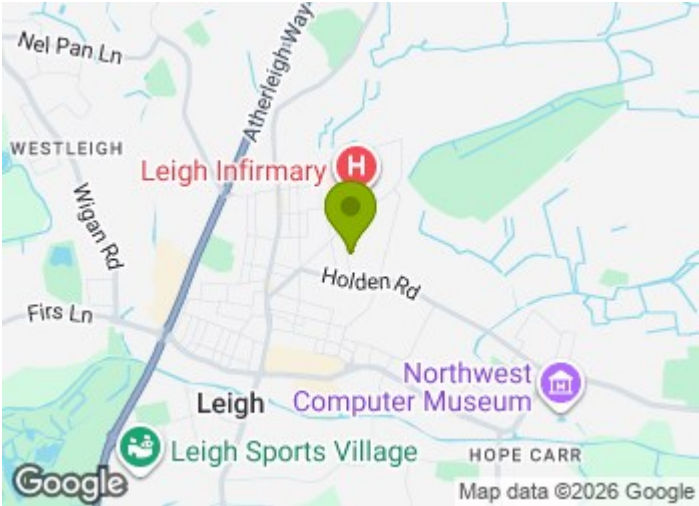 Nel Pan Ln
Atherleigh Way
WESTLEIGH
Leigh Infirmary
H
Wigan Rd
Holden Rd
Firs Ln
Northwest
Computer Museum
Leigh
Leigh Sports Village
HOPE CARR
Google
Map data ©2026 Google